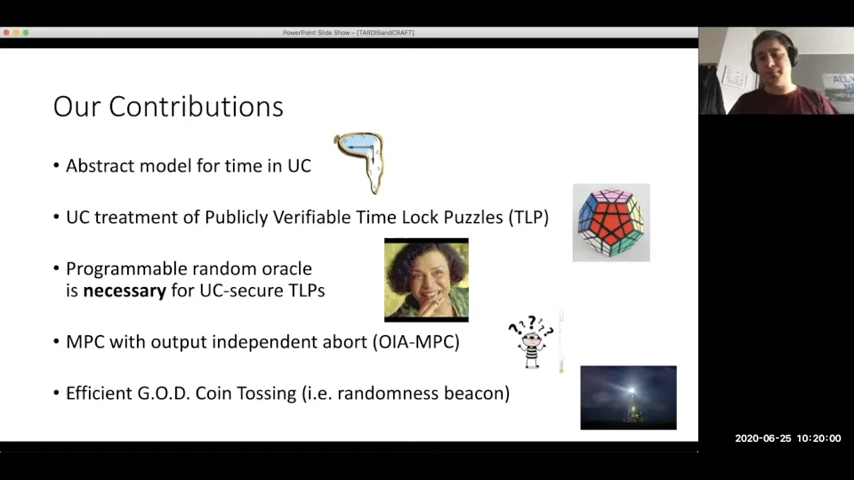 PowerPoint Slide Show - [TARDISandCRAFT]
Our Contributions
• Abstract model for time in UC
• UC treatment of Publicly Verifiable Time Lock Puzzles (TLP)
• Programmable random oracle
is necessary for UC-secure TLPs
• MPC with output independent abort (OIA-MPC)
• Efficient G.O.D. Coin Tossing (i.e. randomness beacon)
? ? ? ? ?
ALLY
NE
2020-06-25 10:20:00